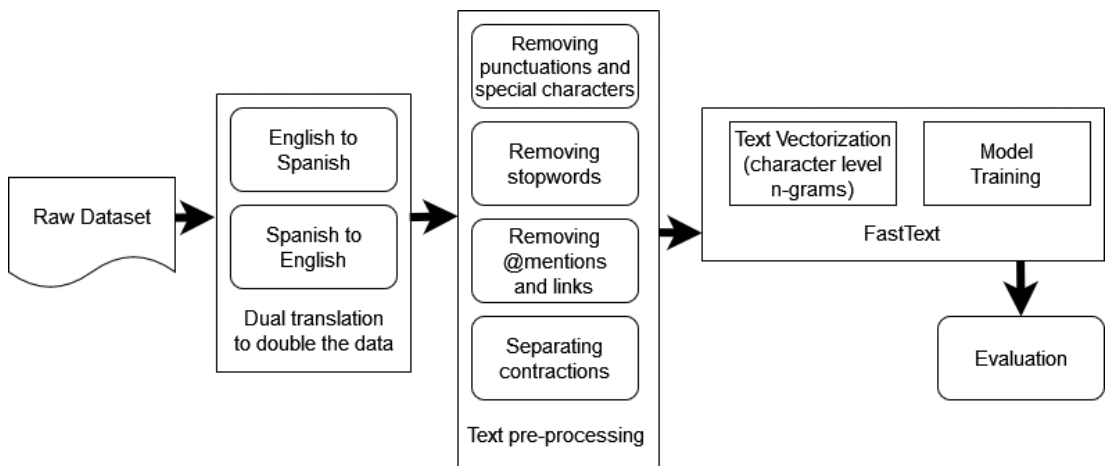 Raw Dataset
English to
Spanish
Spanish to
English
Dual translation
to double the data
Removing
punctuations and
special characters
Removing
stopwords
Removing
@mentions
and links
Separating
contractions
Text pre-processing
Text Vectorization
(character level
n-grams)
Model
Training
FastText
Evaluation